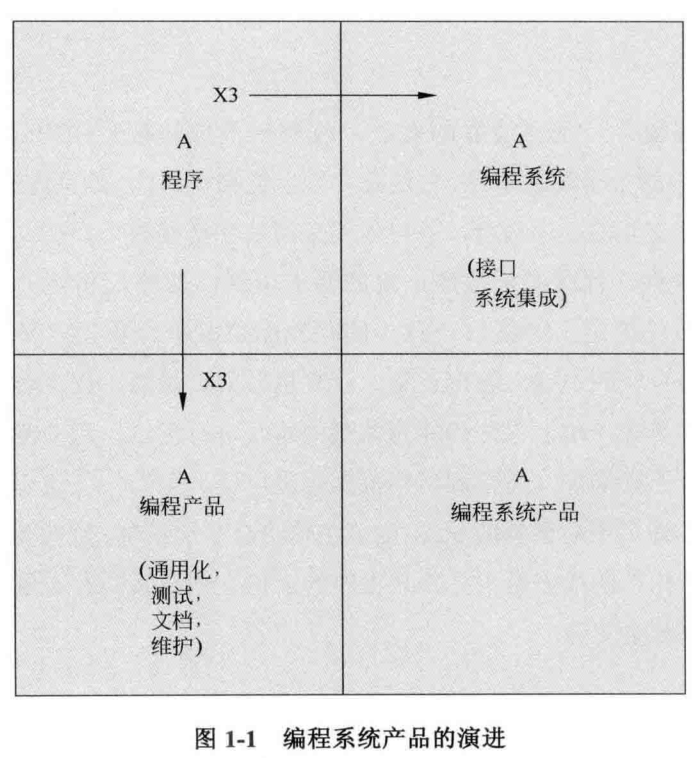 X3
A
程序
A
编程系统
(接口
系统集成)
X3
A
编程产品
(通用化,
测试,
文档,
维护)
A
编程系统产品
图 1-1 编程系统产品的演进